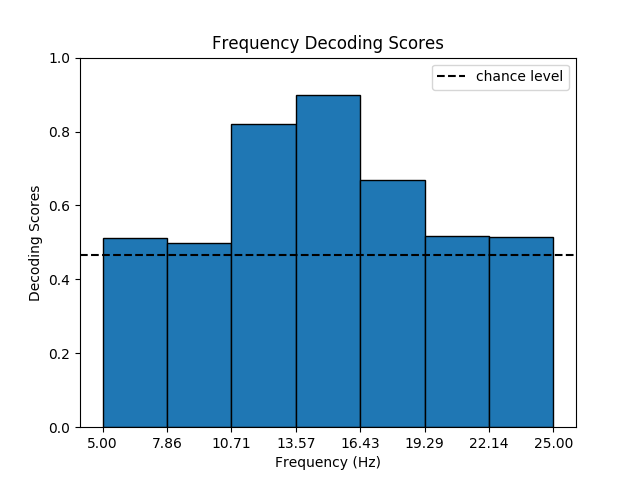 Frequency Decoding Scores
chance level
Decoding Scores
1.0
0.8
0.6
0.4
0.2
0.0
5.00 7.86 10.71 13.57 16.43 19.29 22.14 25.00
Frequency (Hz)